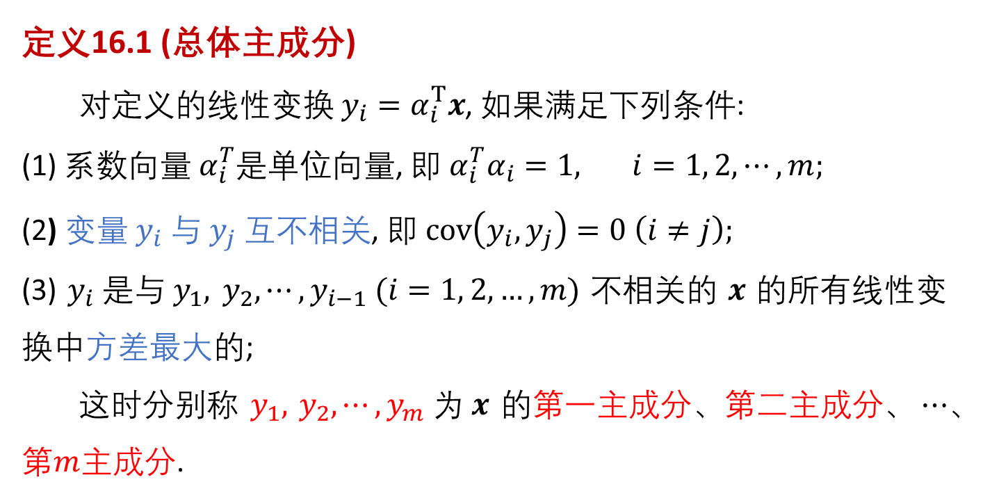 定义16.1 (总体主成分)
对定义的线性变换 $y_i = \alpha_i^{\mathrm{T}} \boldsymbol{x}$, 如果满足下列条件:
(1) 系数向量 $\alpha_i^T$是单位向量, 即 $\alpha_i^T \alpha_i = 1$, $i = 1, 2, \cdots, m$;
(2) 变量 $y_i$ 与 $y_j$ 互不相关, 即 $\mathrm{cov}(y_i, y_j) = 0\ (i \neq j)$;
(3) $y_i$ 是与 $y_1,\ y_2, \cdots, y_{i-1}\ (i = 1, 2, \ldots, m)$ 不相关的 $\boldsymbol{x}$ 的所有线性变
换中方差最大的;
这时分别称 $y_1,\ y_2, \cdots, y_m$ 为 $\boldsymbol{x}$ 的第一主成分、第二主成分、⋯、
第$m$主成分.